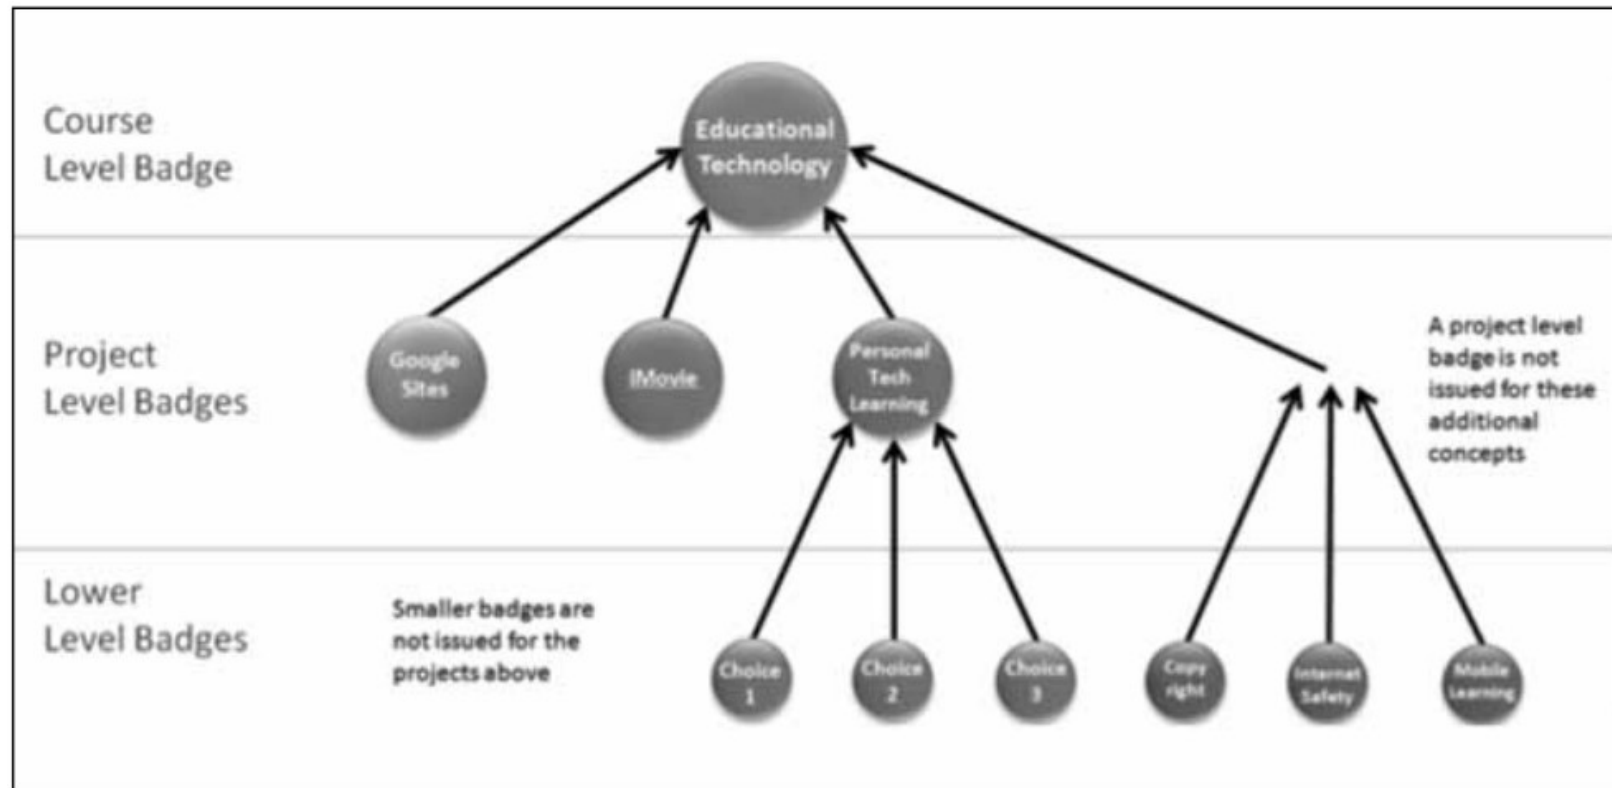 Course
Level Badge
Educational
Technology
Project
Level Badges
Google
Sites
IMovie
Personal
Tech
Learning
A project level
badge is not
issued for these
additional
concepts
Lower
Level Badges
Smaller badges are
not issued for the
projects above
Choice
1
Choice
2
Choice
3
Copy
right
Internet
Safety
Mobile
Learning